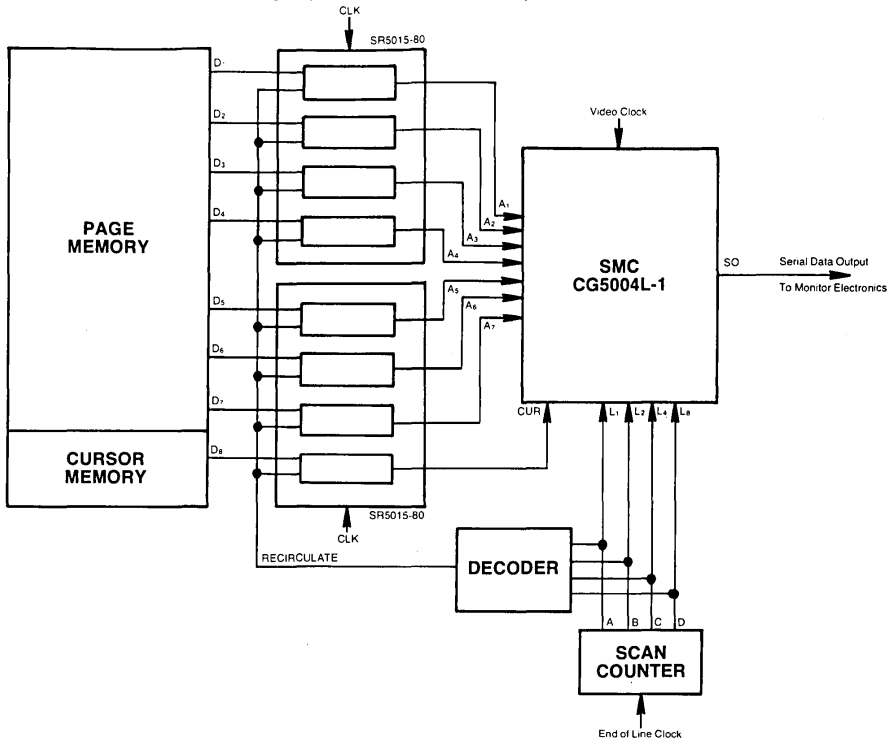 CLK
SR5015-80
D1
D2
D3
D4
PAGE
MEMORY
D5
D6
D7
D8
CURSOR
MEMORY
Video Clock
A1
A2
A3
A4
A5
A6
A7
SMC
CG5004L-1
SO
Serial Data Output
To Monitor Electronics
CUR
L1
L2
L4
L8
SR5015-80
CLK
RECIRCULATE
DECODER
A
B
C
D
SCAN
COUNTER
End of Line Clock